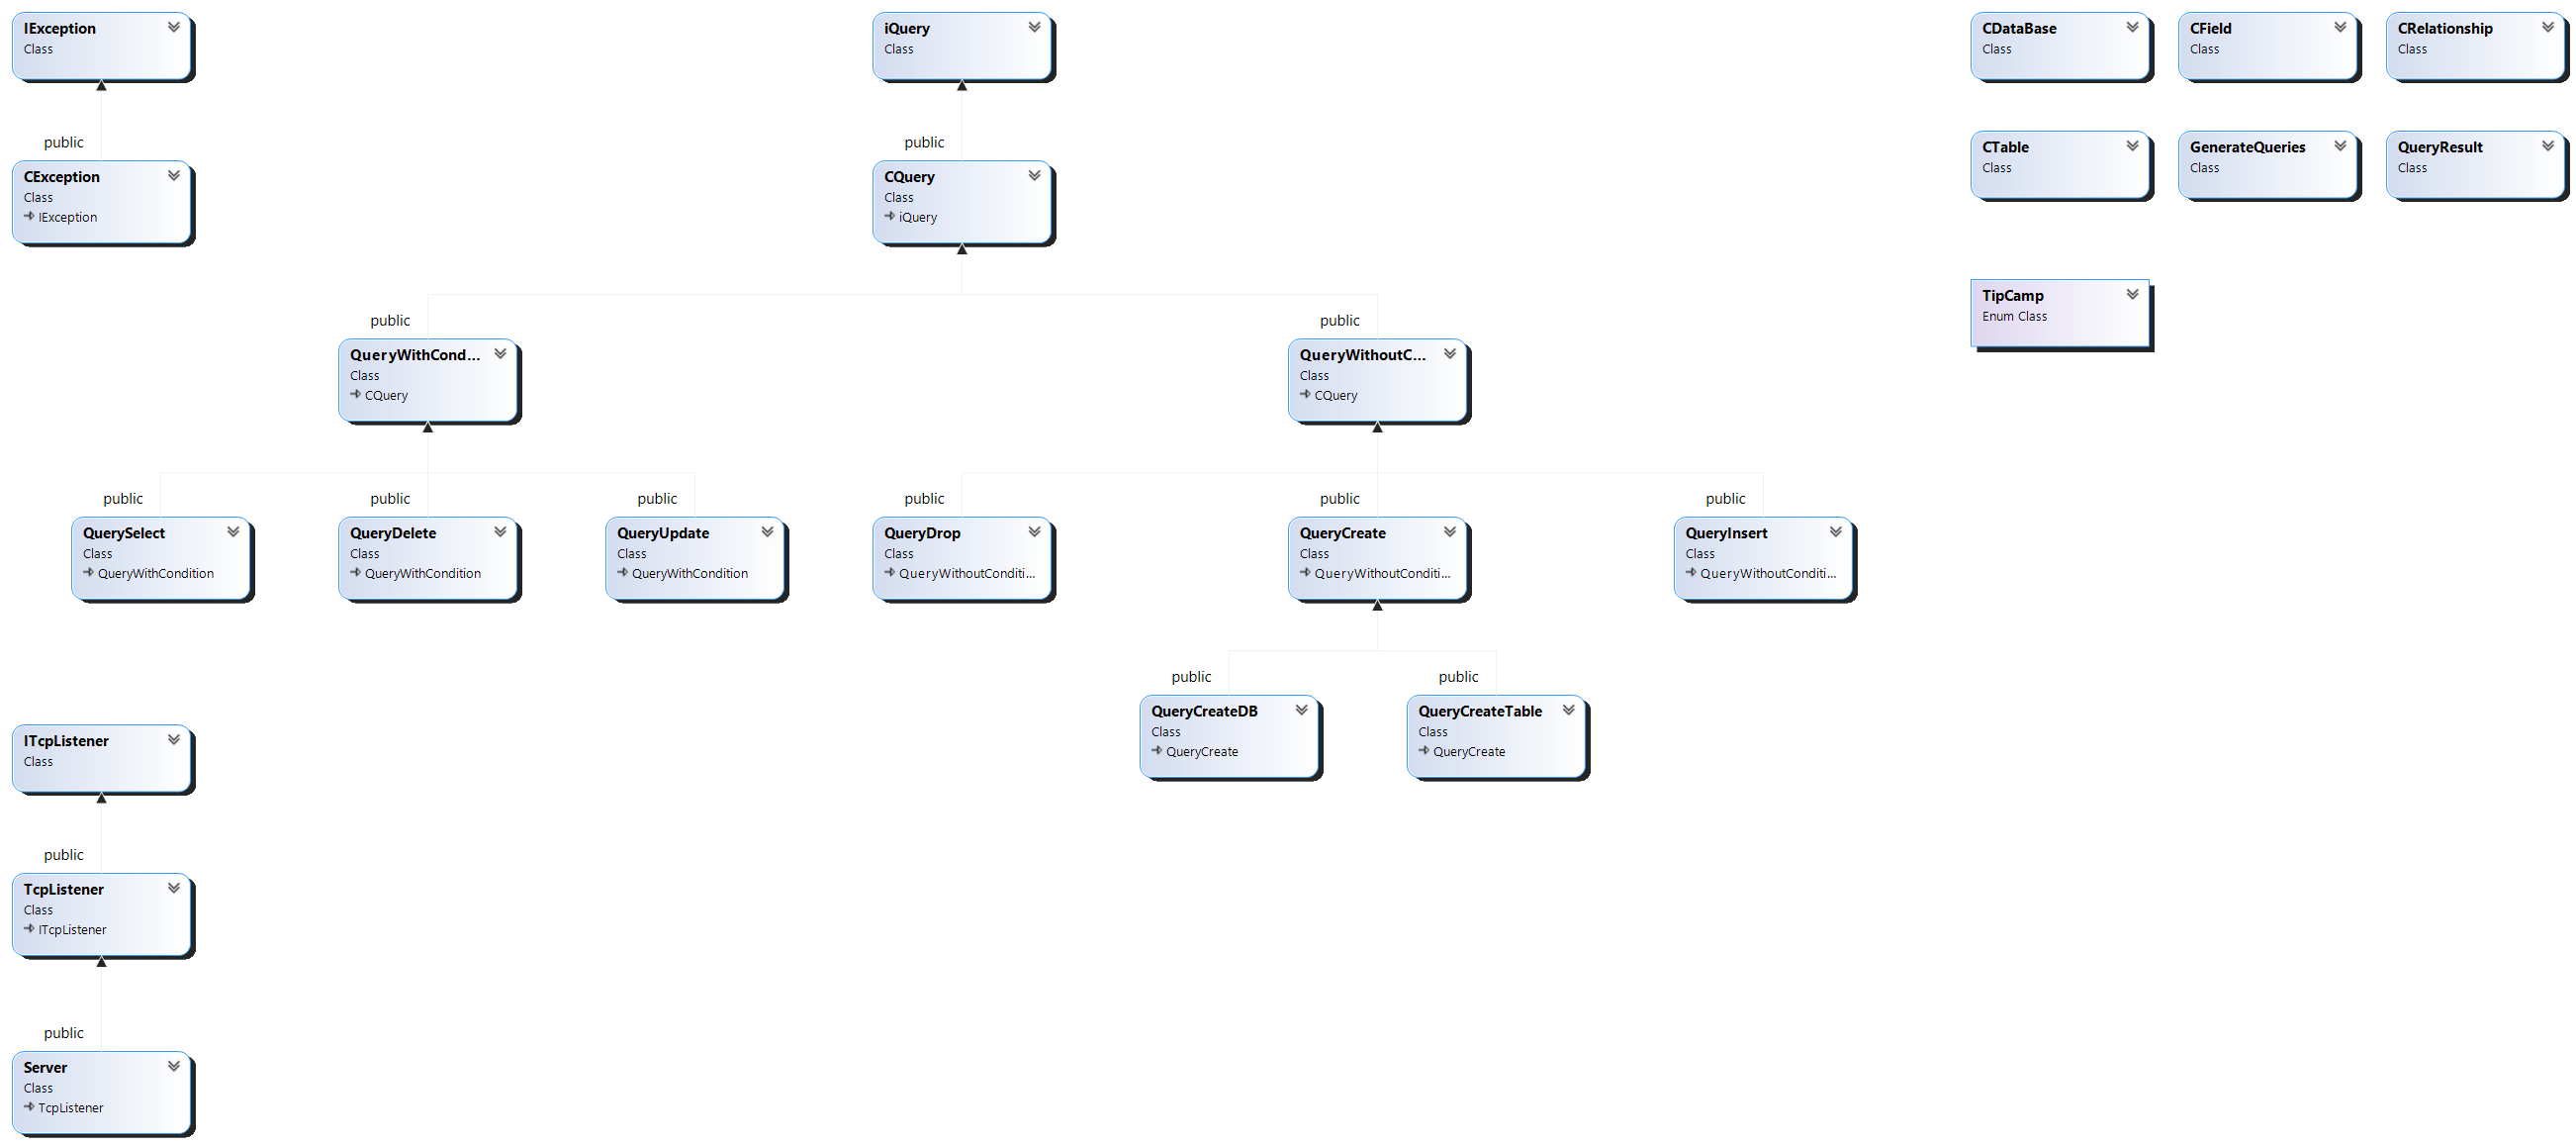 IException
Class
iQuery
Class
CDataBase
Class
CField
Class
CRelationship
Class
public
CException
Class
IException
public
CQuery
Class
iQuery
CTable
Class
GenerateQueries
Class
QueryResult
Class
TipCamp
Enum Class
public
QueryWithCond...
Class
CQuery
public
QueryWithoutC...
Class
CQuery
public
QuerySelect
Class
QueryWithCondition
public
QueryDelete
Class
QueryWithCondition
public
QueryUpdate
Class
QueryWithCondition
public
QueryDrop
Class
QueryWithoutConditi...
public
QueryCreate
Class
QueryWithoutConditi...
public
QueryInsert
Class
QueryWithoutConditi...
public
QueryCreateDB
Class
QueryCreate
public
QueryCreateTable
Class
QueryCreate
ITcpListener
Class
public
TcpListener
Class
ITcpListener
public
Server
Class
TcpListener